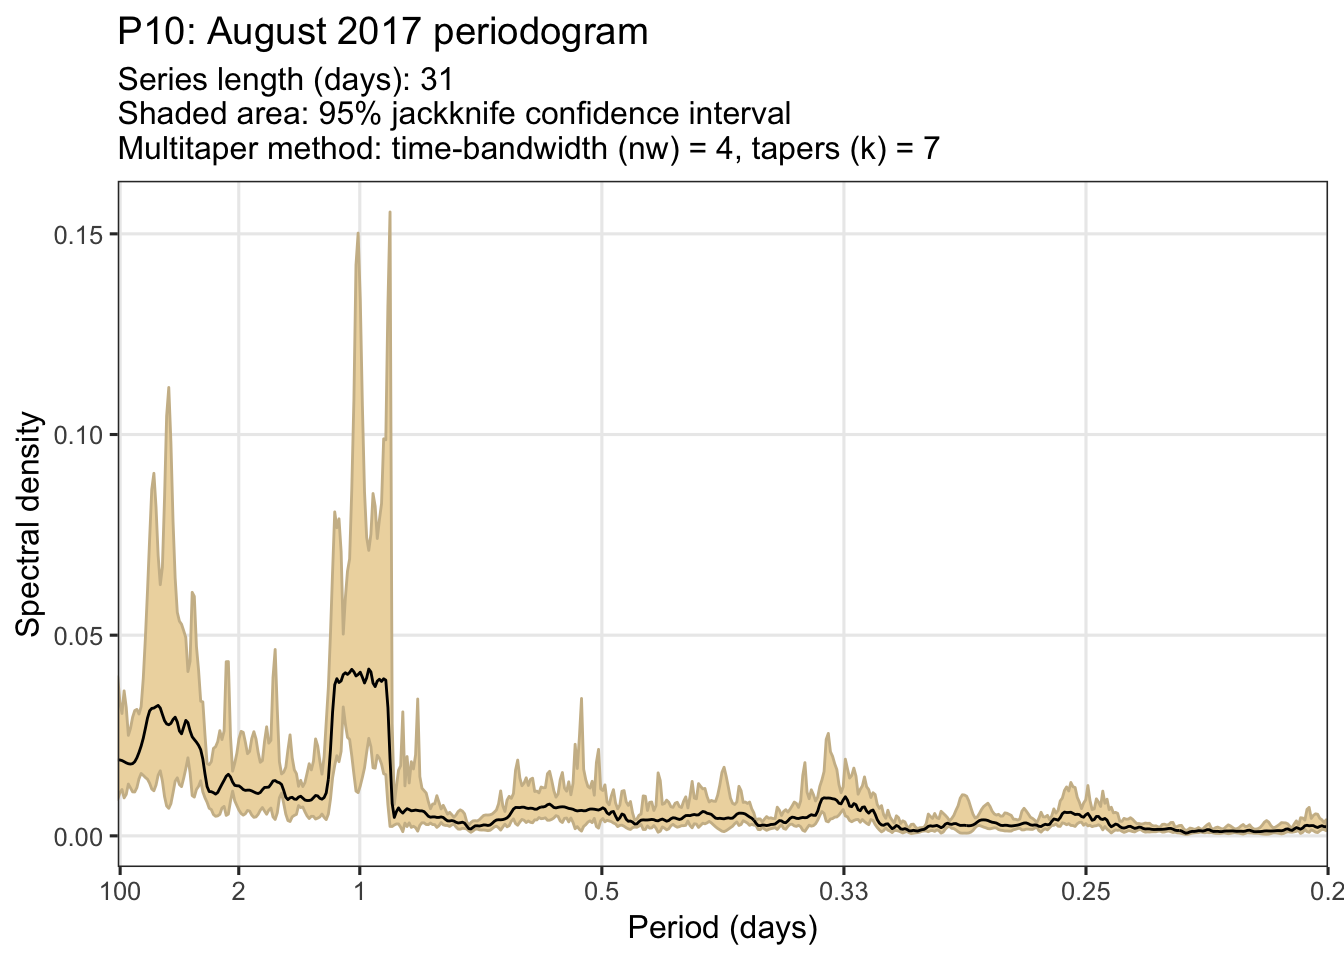 P10: August 2017 periodogram
Series length (days): 31
Shaded area: 95% jackknife confidence interval
Multitaper method: time-bandwidth (nw) = 4, tapers (k) = 7
Spectral density
0.15
0.10
0.05
0.00
100 2 1 0.5 0.33 0.25 0.2
Period (days)